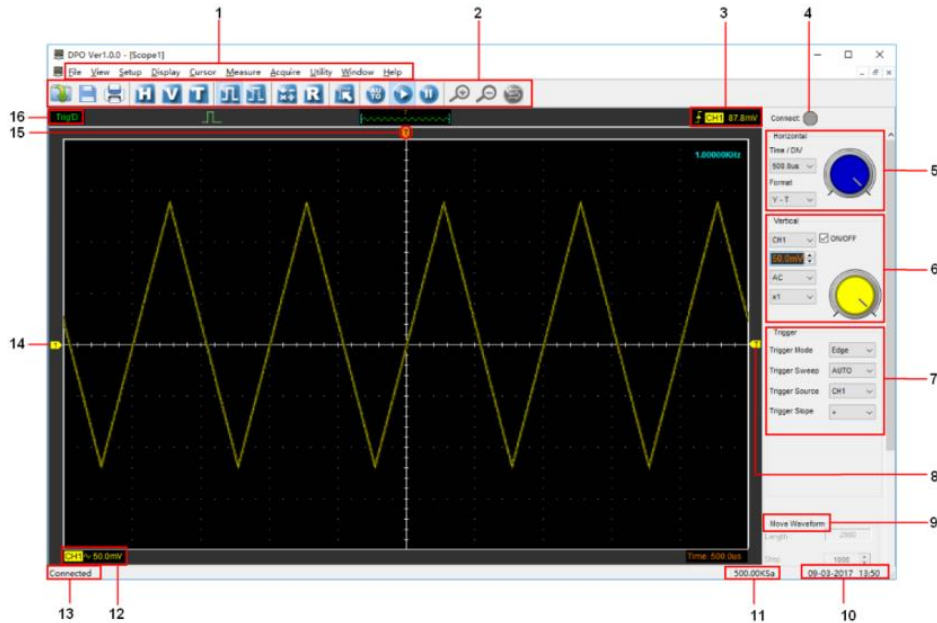 1
2
3
4
DPO Ver1.0.0 - [Scope1]
File View Setup Display Cursor Measure Acquire Utility Window Help
H V T R AUTO
16
Trig'D
T
CH1 87.8mV
Connect:
15
T
Horizontal
1.00000KHz
Time / DIV
500.0us
5
Format
Y - T
Vertical
CH1 ON/OFF
50.0mV
6
AC
x1
Trigger
14
1
T
Trigger Mode Edge
Trigger Sweep AUTO
7
Trigger Source CH1
Trigger Slope +
8
Move Waveform
9
Length 2000
CH1 ~ 50.0mV
Time: 500.0us
1000
Connected
500.00KSa
09-03-2017 13:50
13
12
11
10